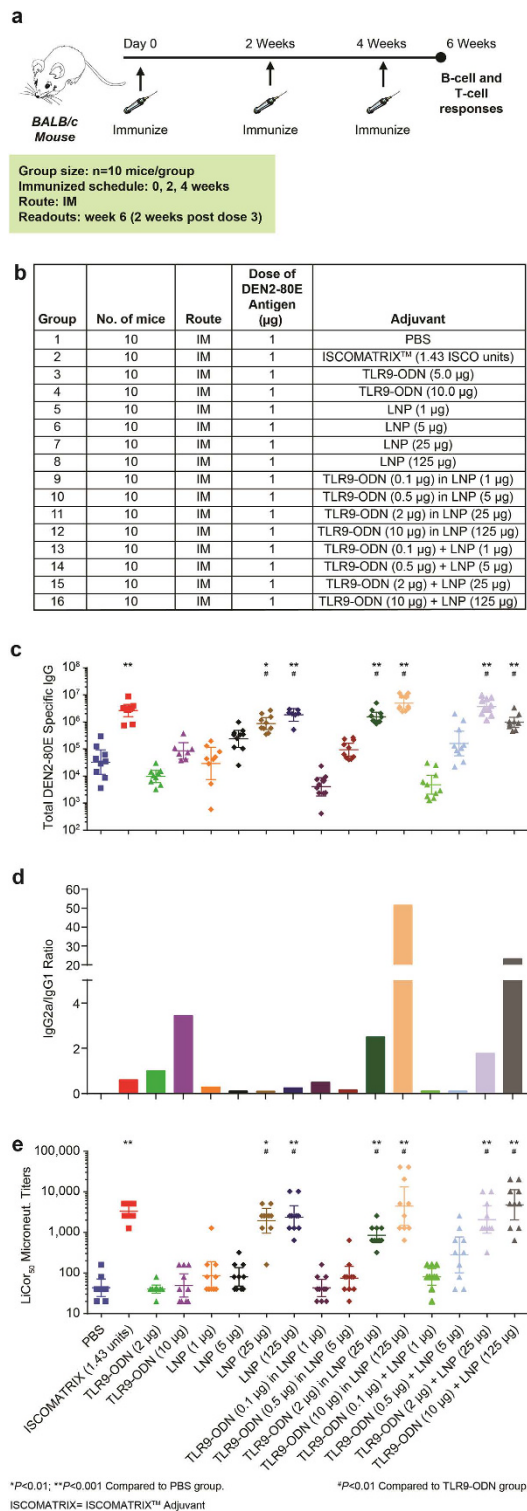 a
Day 0
2 Weeks
4 Weeks
6 Weeks
BALB/c
Mouse
Immunize
Immunize
Immunize
B-cell and
T-cell
responses
Group size: n=10 mice/group
Immunized schedule: 0, 2, 4 weeks
Route: IM
Readouts: week 6 (2 weeks post dose 3)
b
Group No. of mice Route Dose of DEN2-80E Antigen (µg) Adjuvant
1 10 IM 1 PBS
2 10 IM 1 ISCOMATRIX™ (1.43 ISCO units)
3 10 IM 1 TLR9-ODN (5.0 µg)
4 10 IM 1 TLR9-ODN (10.0 µg)
5 10 IM 1 LNP (1 µg)
6 10 IM 1 LNP (5 µg)
7 10 IM 1 LNP (25 µg)
8 10 IM 1 LNP (125 µg)
9 10 IM 1 TLR9-ODN (0.1 µg) in LNP (1 µg)
10 10 IM 1 TLR9-ODN (0.5 µg) in LNP (5 µg)
11 10 IM 1 TLR9-ODN (2 µg) in LNP (25 µg)
12 10 IM 1 TLR9-ODN (10 µg) in LNP (125 µg)
13 10 IM 1 TLR9-ODN (0.1 µg) + LNP (1 µg)
14 10 IM 1 TLR9-ODN (0.5 µg) + LNP (5 µg)
15 10 IM 1 TLR9-ODN (2 µg) + LNP (25 µg)
16 10 IM 1 TLR9-ODN (10 µg) + LNP (125 µg)
c
Total DEN2-80E Specific IgG
10⁸
10⁷
10⁶
10⁵
10⁴
10³
10²
** * ** ** ** ** **
# # # # # #
d
IgG2a/IgG1 Ratio
60
50
40
30
20
4
2
0
e
LiCor₅₀ Microneut. Titers
100,000
10,000
1,000
100
10
** * ** ** ** ** **
# # # # # #
PBS
ISCOMATRIX (1.43 units)
TLR9-ODN (2 µg)
TLR9-ODN (10 µg)
LNP (1 µg)
LNP (5 µg)
LNP (25 µg)
LNP (125 µg)
TLR9-ODN (0.1 µg) in LNP (1 µg)
TLR9-ODN (0.5 µg) in LNP (5 µg)
TLR9-ODN (2 µg) in LNP (25 µg)
TLR9-ODN (10 µg) in LNP (125 µg)
TLR9-ODN (0.1 µg) + LNP (1 µg)
TLR9-ODN (0.5 µg) + LNP (5 µg)
TLR9-ODN (2 µg) + LNP (25 µg)
TLR9-ODN (10 µg) + LNP (125 µg)
*P<0.01; **P<0.001 Compared to PBS group. #P<0.01 Compared to TLR9-ODN group
ISCOMATRIX= ISCOMATRIX™ Adjuvant